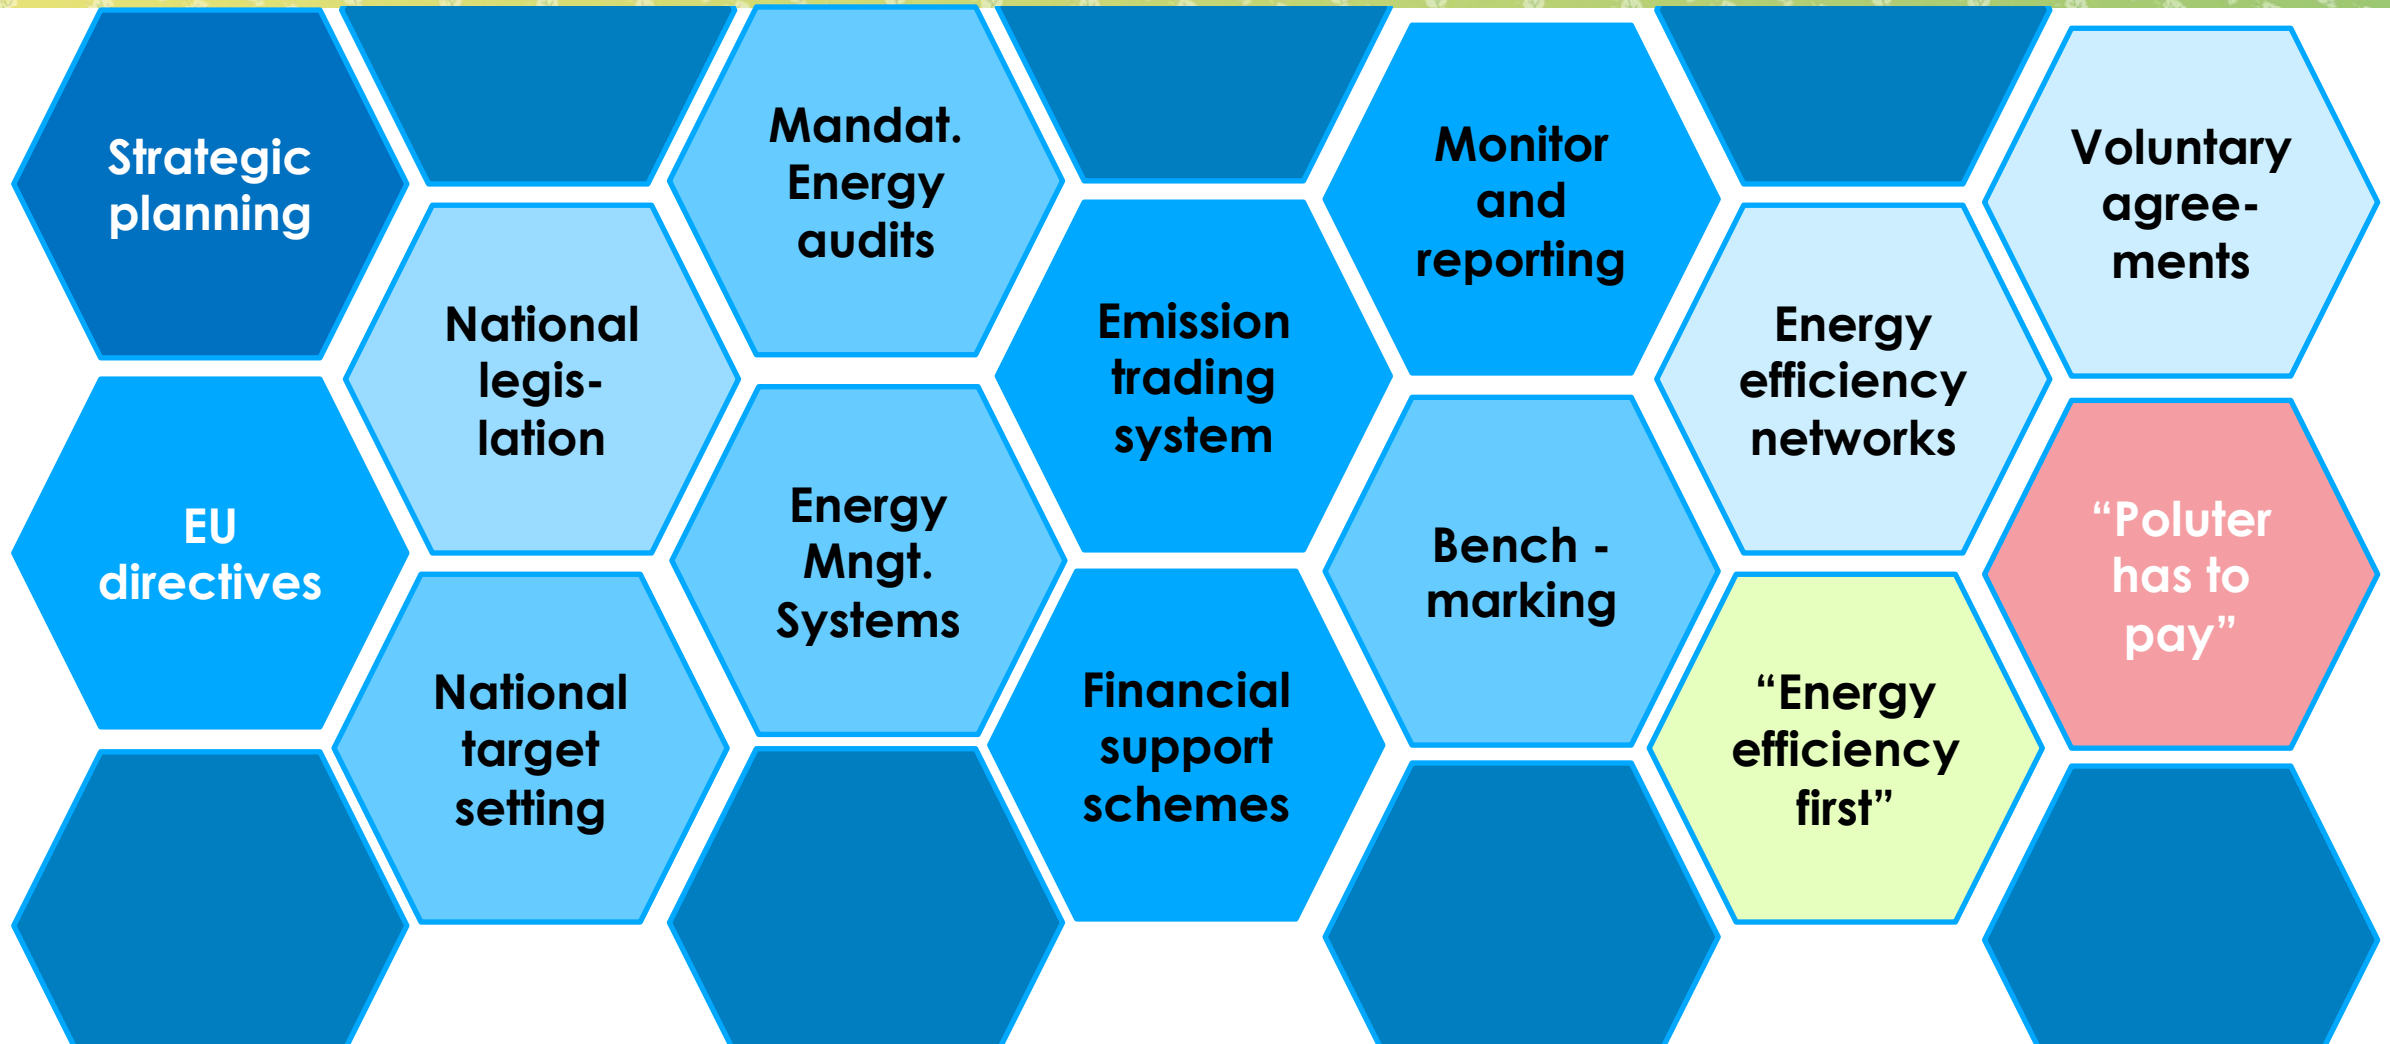 Strategic
planning
EU
directives
National
legis-
lation
National
target
setting
Mandat.
Energy
audits
Energy
Mngt.
Systems
Emission
trading
system
Financial
support
schemes
Monitor
and
reporting
Bench -
marking
Energy
efficiency
networks
“Energy
efficiency
first”
Voluntary
agree-
ments
“Poluter
has to
pay”